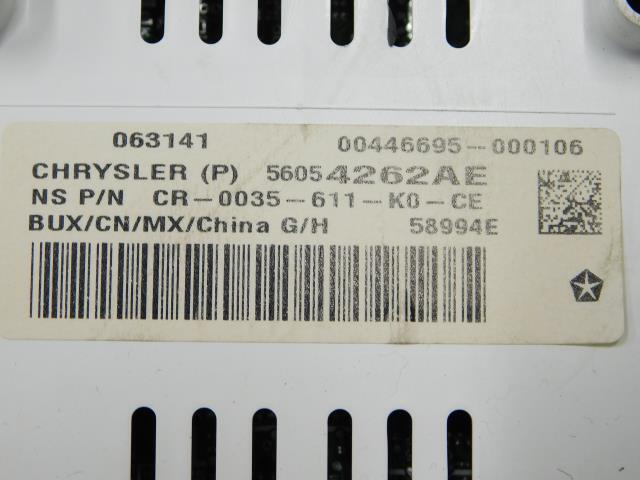 063141 00446695-000106
CHRYSLER (P) 56054262AE
NS P/N CR-0035-611-K0-CE
BUX/CN/MX/China G/H 58994E